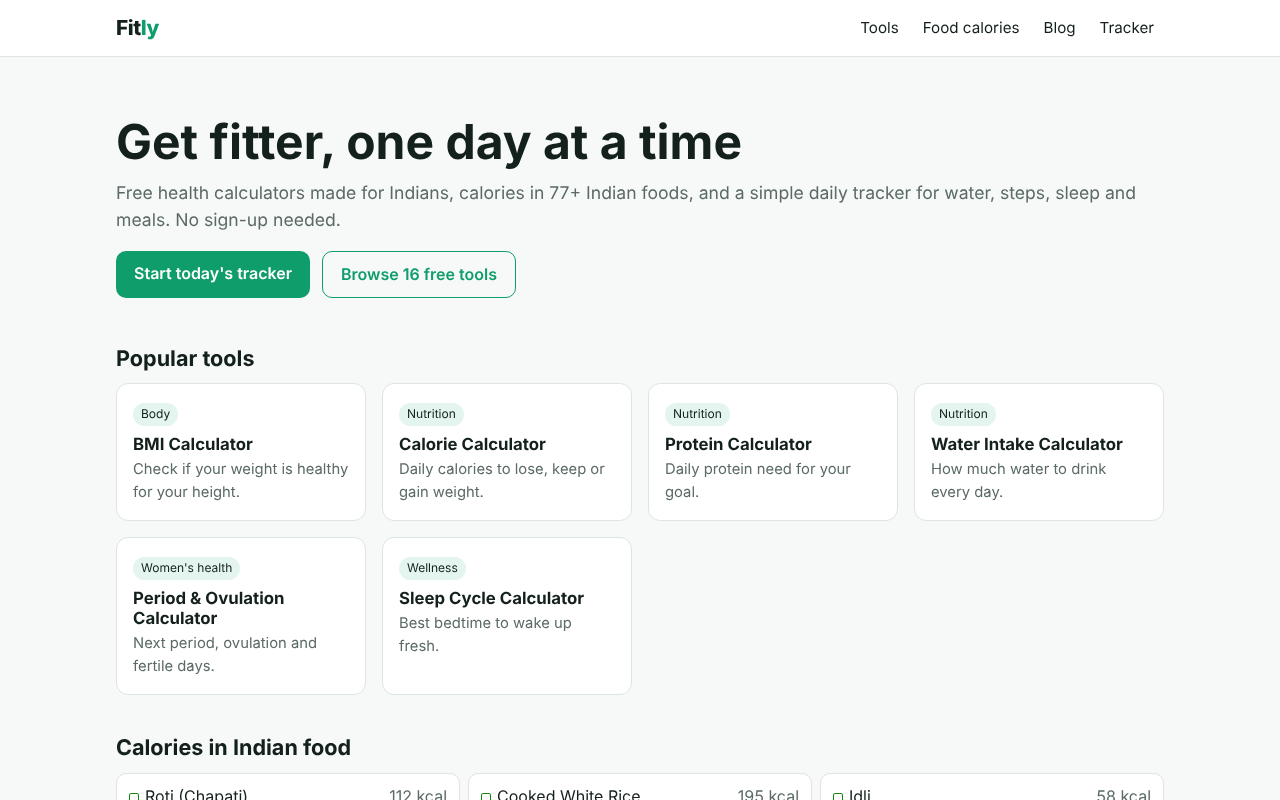 Fitly
Tools Food calories Blog Tracker
Get fitter, one day at a time
Free health calculators made for Indians, calories in 77+ Indian foods, and a simple daily tracker for water, steps, sleep and
meals. No sign-up needed.
Start today's tracker
Browse 16 free tools
Popular tools
Body
BMI Calculator
Check if your weight is healthy
for your height.
Nutrition
Calorie Calculator
Daily calories to lose, keep or
gain weight.
Nutrition
Protein Calculator
Daily protein need for your
goal.
Nutrition
Water Intake Calculator
How much water to drink
every day.
Women's health
Period & Ovulation
Calculator
Next period, ovulation and
fertile days.
Wellness
Sleep Cycle Calculator
Best bedtime to wake up
fresh.
Calories in Indian food
Roti (Chapati) 112 kcal
Cooked White Rice 195 kcal
Idli 58 kcal